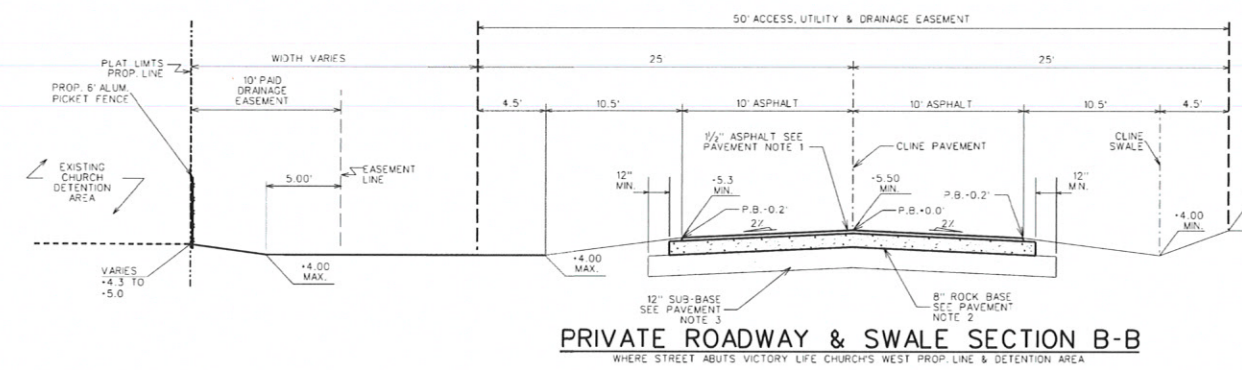 50' ACCESS, UTILITY & DRAINAGE EASEMENT
PLAT LIMTS
PROP. LINE
WIDTH VARIES
25
25'
PROP. 6' ALUM.
PICKET FENCE
10' PAID
DRAINAGE
EASEMENT
4.5'
10.5'
10' ASPHALT
10' ASPHALT
10.5'
4.5'
1½" ASPHALT SEE
PAVEMENT NOTE 1
CLINE PAVEMENT
CLINE
SWALE
EXISTING
CHURCH
DETENTION
AREA
5.00'
EASEMENT
LINE
12"
MIN.
-5.3
MIN.
-5.50
MIN.
P.B.-0.2'
12"
MIN.
P.B.-0.2'
P.B.+0.0'
2%
2%
+4.00
MIN.
VARIES
+4.3 TO
-5.0
+4.00
MAX.
+4.00
MAX.
12" SUB-BASE
SEE PAVEMENT
NOTE 3
8" ROCK BASE
SEE PAVEMENT
NOTE 2
PRIVATE ROADWAY & SWALE SECTION B-B
WHERE STREET ABUTS VICTORY LIFE CHURCH'S WEST PROP. LINE & DETENTION AREA